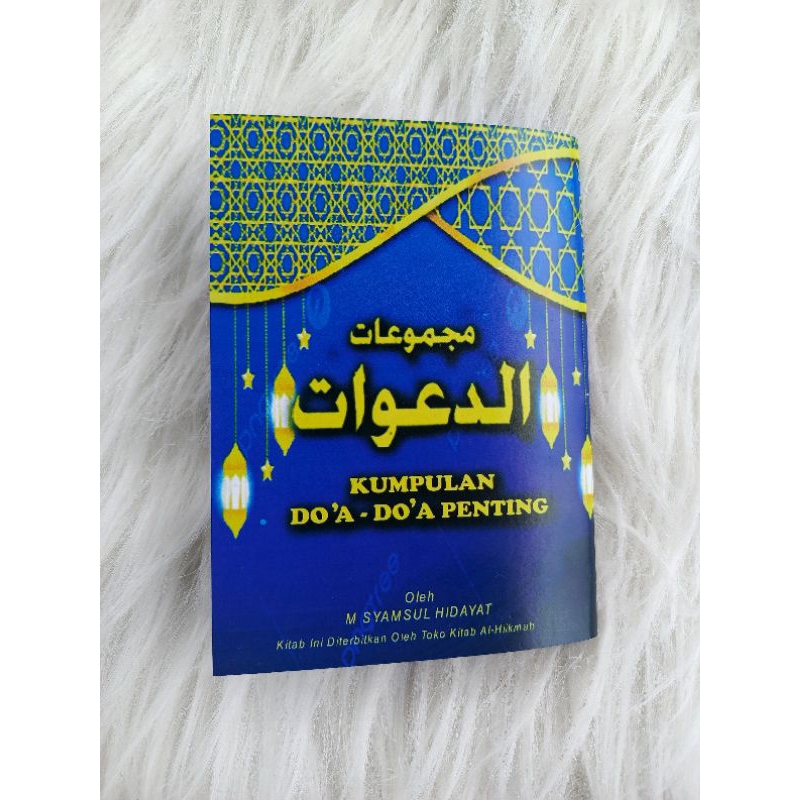 مجموعات
الدعوات
KUMPULAN
DO'A - DO'A PENTING
Oleh
M SYAMSUL HIDAYAT
Kitab Ini Diterbitkan Oleh Toko Kitab Al-Hikmah